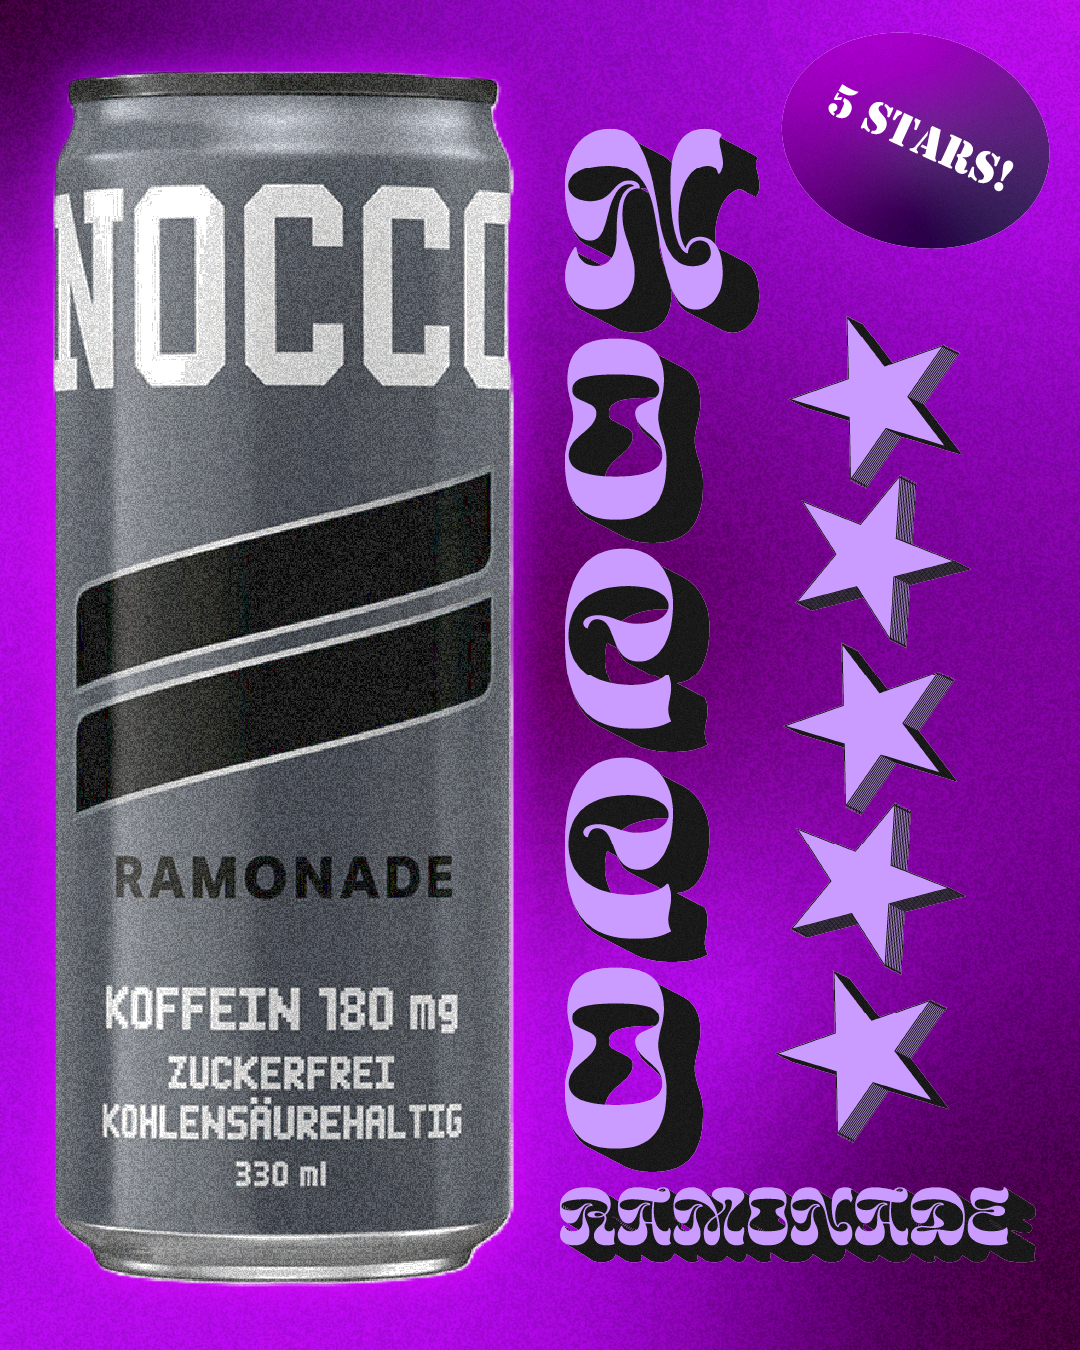 NOCCO
RAMONADE
KOFFEIN 180 mg
ZUCKERFREI
KOHLENSÄUREHALTIG
330 ml
NOCCO
RAMONADE
5 STARS!